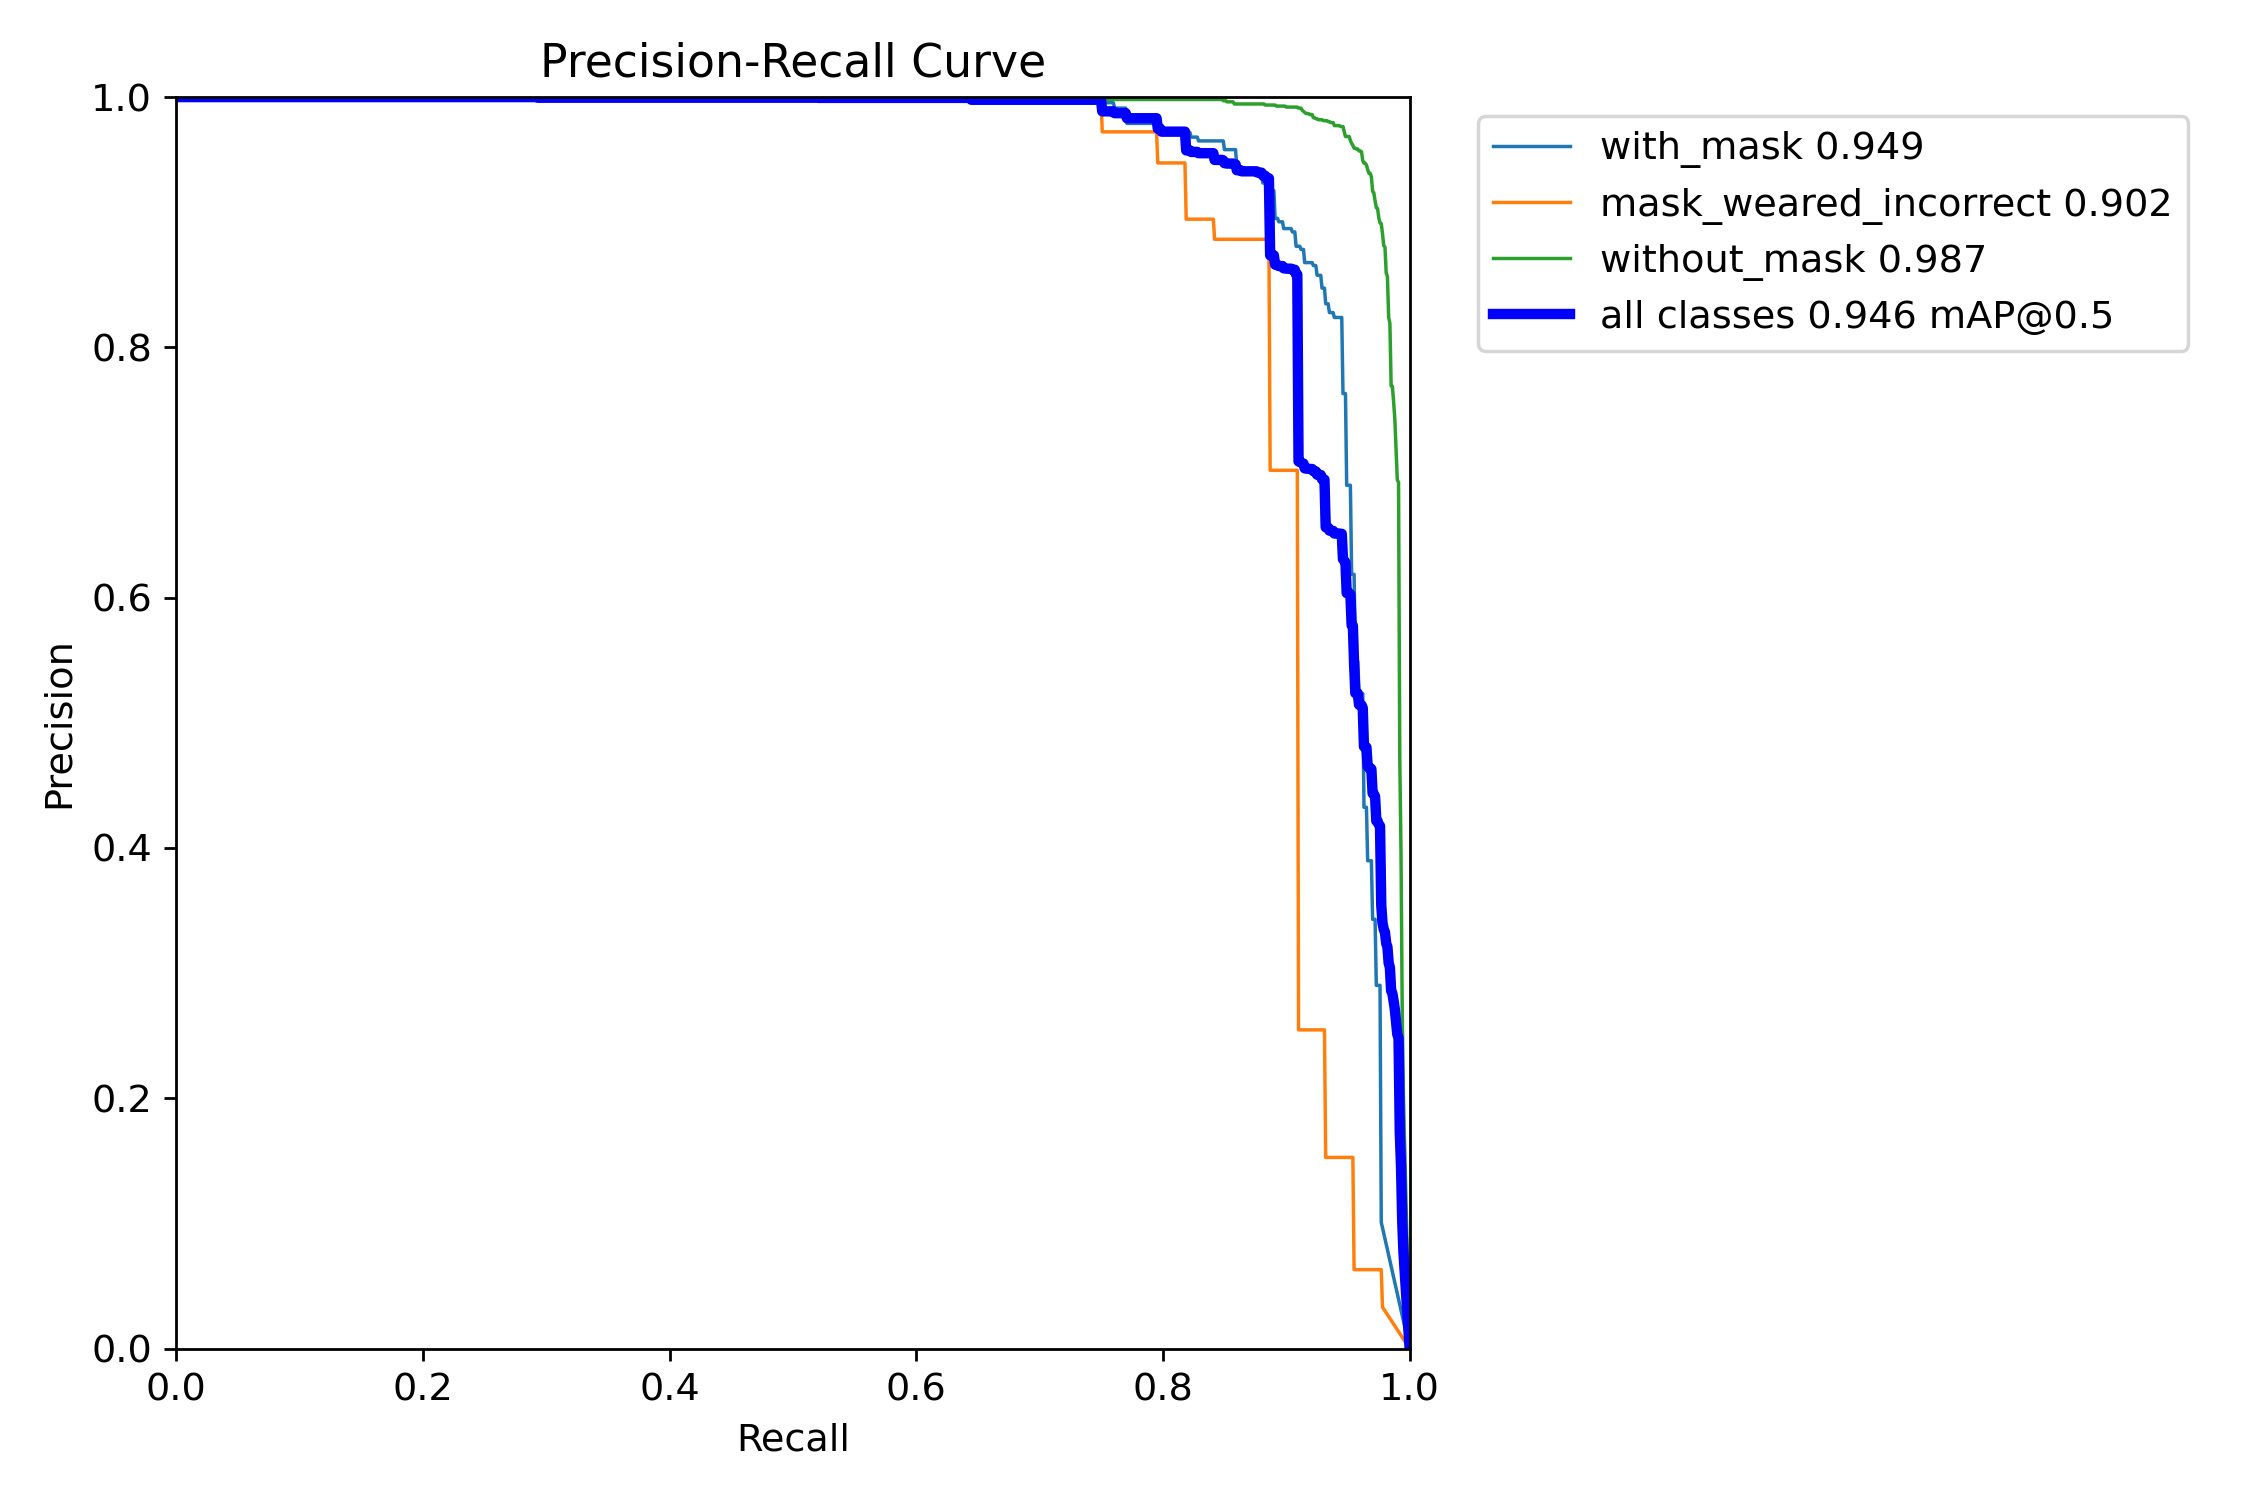 Precision-Recall Curve
1.0
0.8
0.6
0.4
0.2
0.0
Precision
0.0 0.2 0.4 0.6 0.8 1.0
Recall
with_mask 0.949
mask_weared_incorrect 0.902
without_mask 0.987
all classes 0.946 mAP@0.5